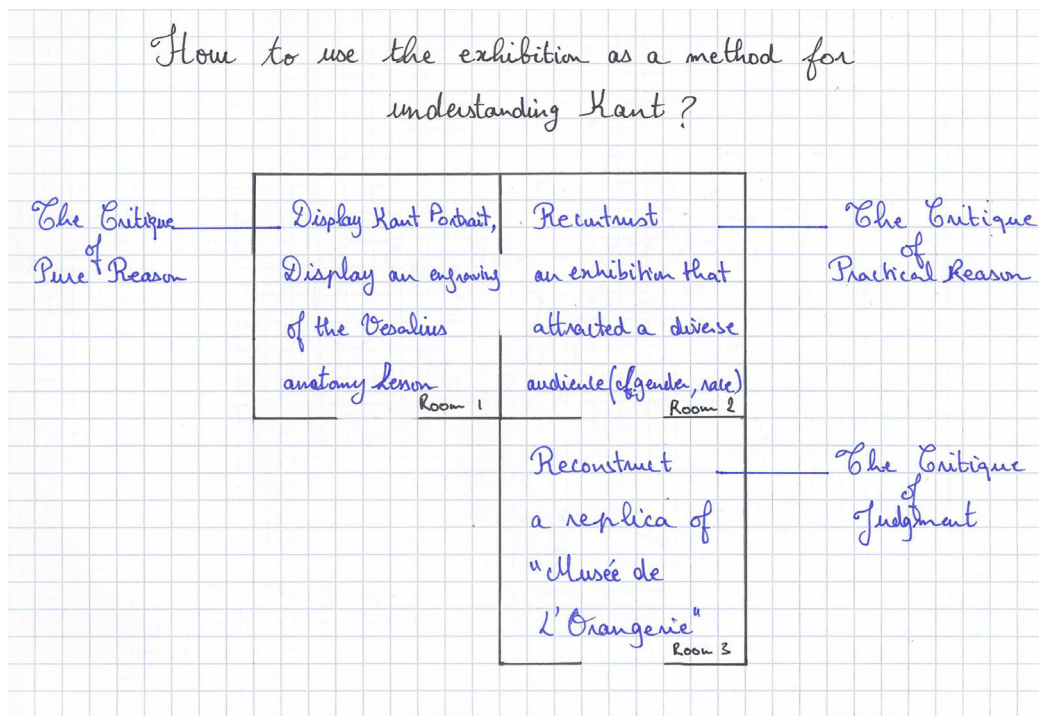 How to use the exhibition as a method for
understanding Kant?
The Critique
of
Pure Reason
Display Kant Portrait,
Display an engraving
of the Vesalius
anatomy lesson
Room 1
Recontrust
an exhibition that
attracted a diverse
audience (of gender, race)
Room 2
The Critique
of
Practical Reason
Reconstruct
a replica of
"Musée de
L'Orangerie"
Room 3
The Critique
of
Judgment